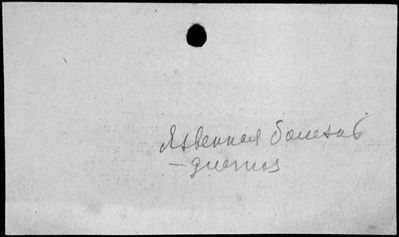 Язвенная болезнь
– диагноз